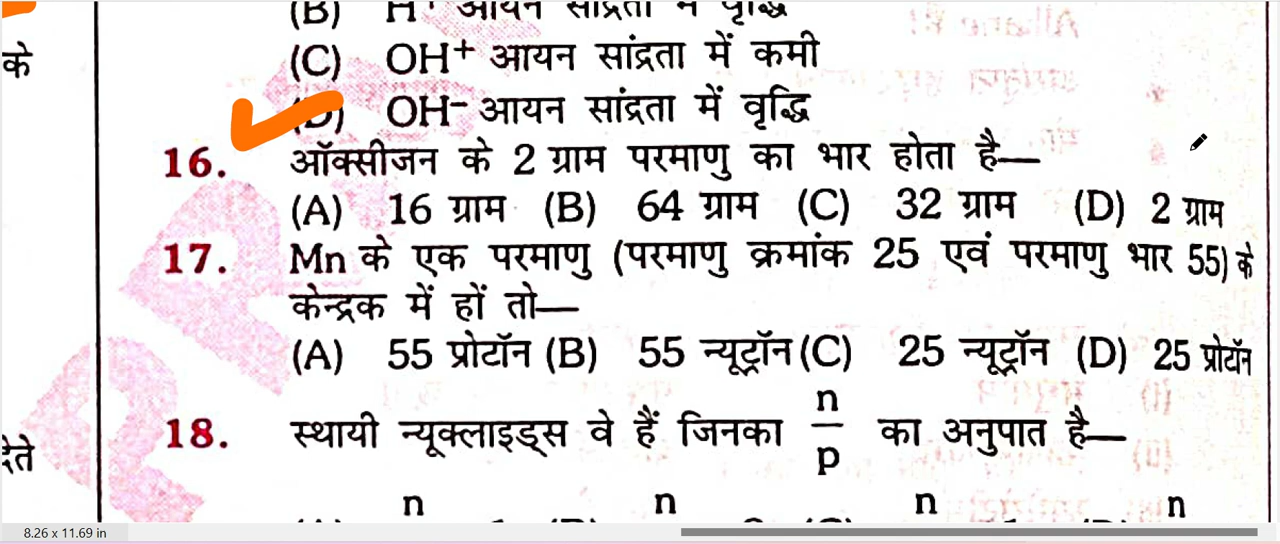 (B) H⁺ आयन सांद्रता में वृद्धि
के
(C) OH⁺ आयन सांद्रता में कमी
(D) OH⁻ आयन सांद्रता में वृद्धि
16. ऑक्सीजन के 2 ग्राम परमाणु का भार होता है—
(A) 16 ग्राम (B) 64 ग्राम (C) 32 ग्राम (D) 2 ग्राम
17. Mn के एक परमाणु (परमाणु क्रमांक 25 एवं परमाणु भार 55) के
केन्द्रक में हों तो—
(A) 55 प्रोटॉन (B) 55 न्यूट्रॉन (C) 25 न्यूट्रॉन (D) 25 प्रोटॉन
18. स्थायी न्यूक्लाइड्स वे हैं जिनका n/p का अनुपात है—
n n n n
8.26 x 11.69 in